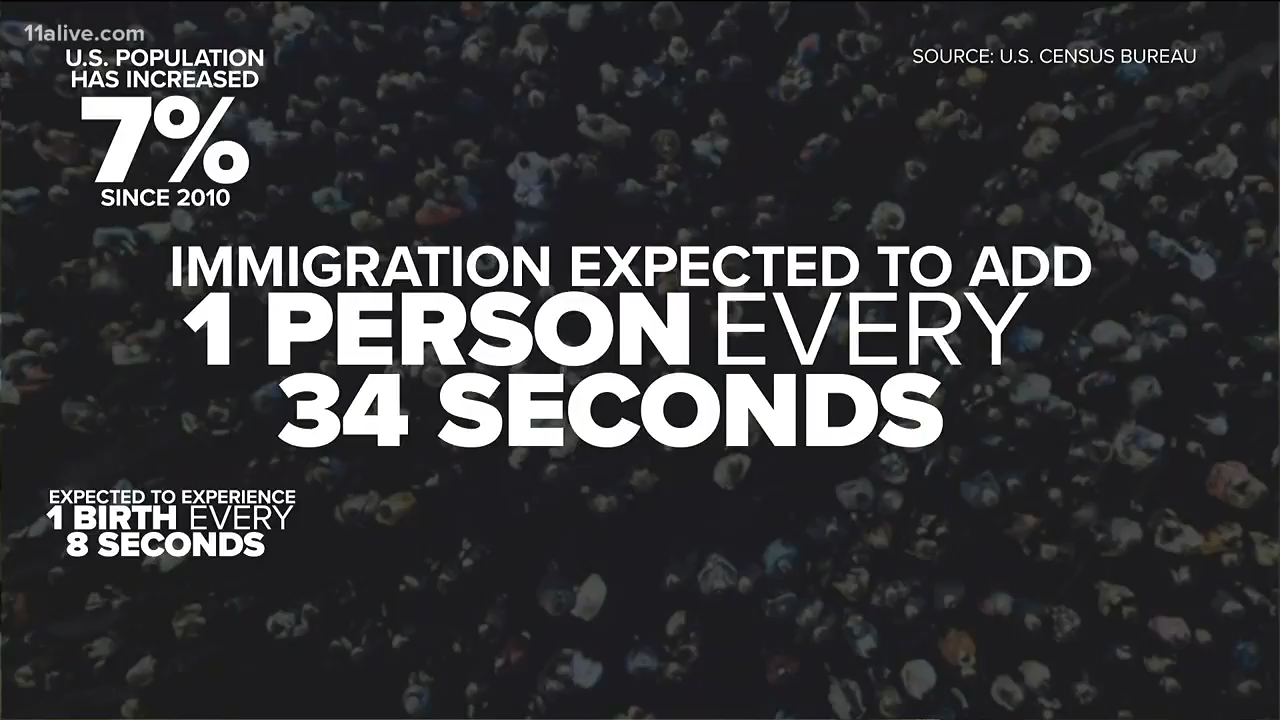 11alive.com
U.S. POPULATION
HAS INCREASED
7%
SINCE 2010
SOURCE: U.S. CENSUS BUREAU
IMMIGRATION EXPECTED TO ADD
1 PERSON EVERY
34 SECONDS
EXPECTED TO EXPERIENCE
1 BIRTH EVERY
8 SECONDS